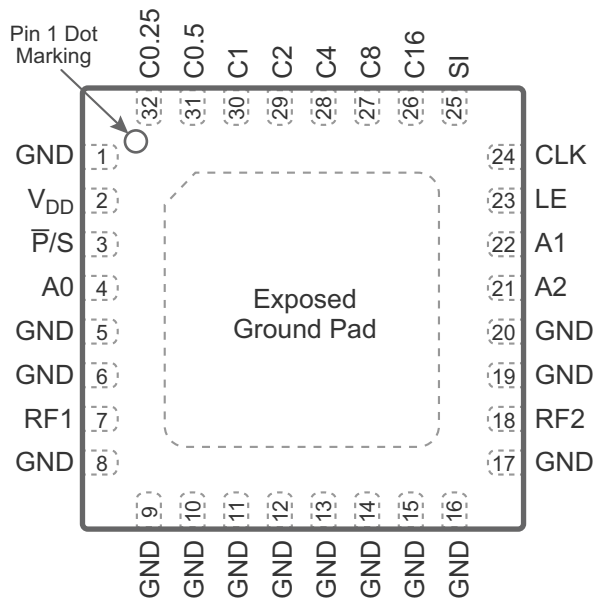 Pin 1 Dot
Marking
C0.25
C0.5
C1
C2
C4
C8
C16
SI
32
31
30
29
28
27
26
25
GND 1
V_DD 2
P̅/S 3
A0 4
GND 5
GND 6
RF1 7
GND 8
24 CLK
23 LE
22 A1
21 A2
20 GND
19 GND
18 RF2
17 GND
Exposed
Ground Pad
9
10
11
12
13
14
15
16
GND
GND
GND
GND
GND
GND
GND
GND